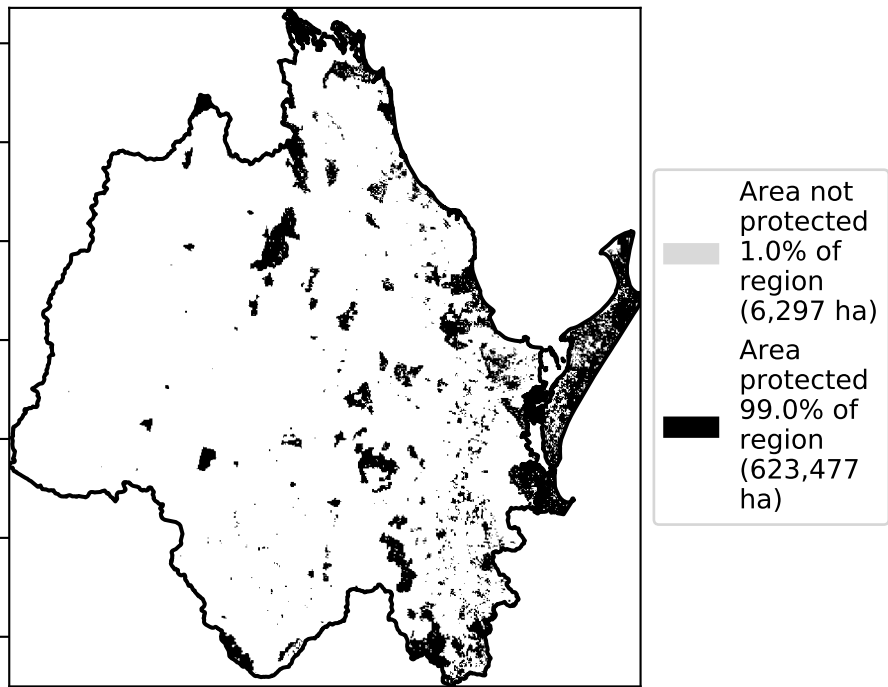 Area not
protected
1.0% of
region
(6,297 ha)
Area
protected
99.0% of
region
(623,477
ha)